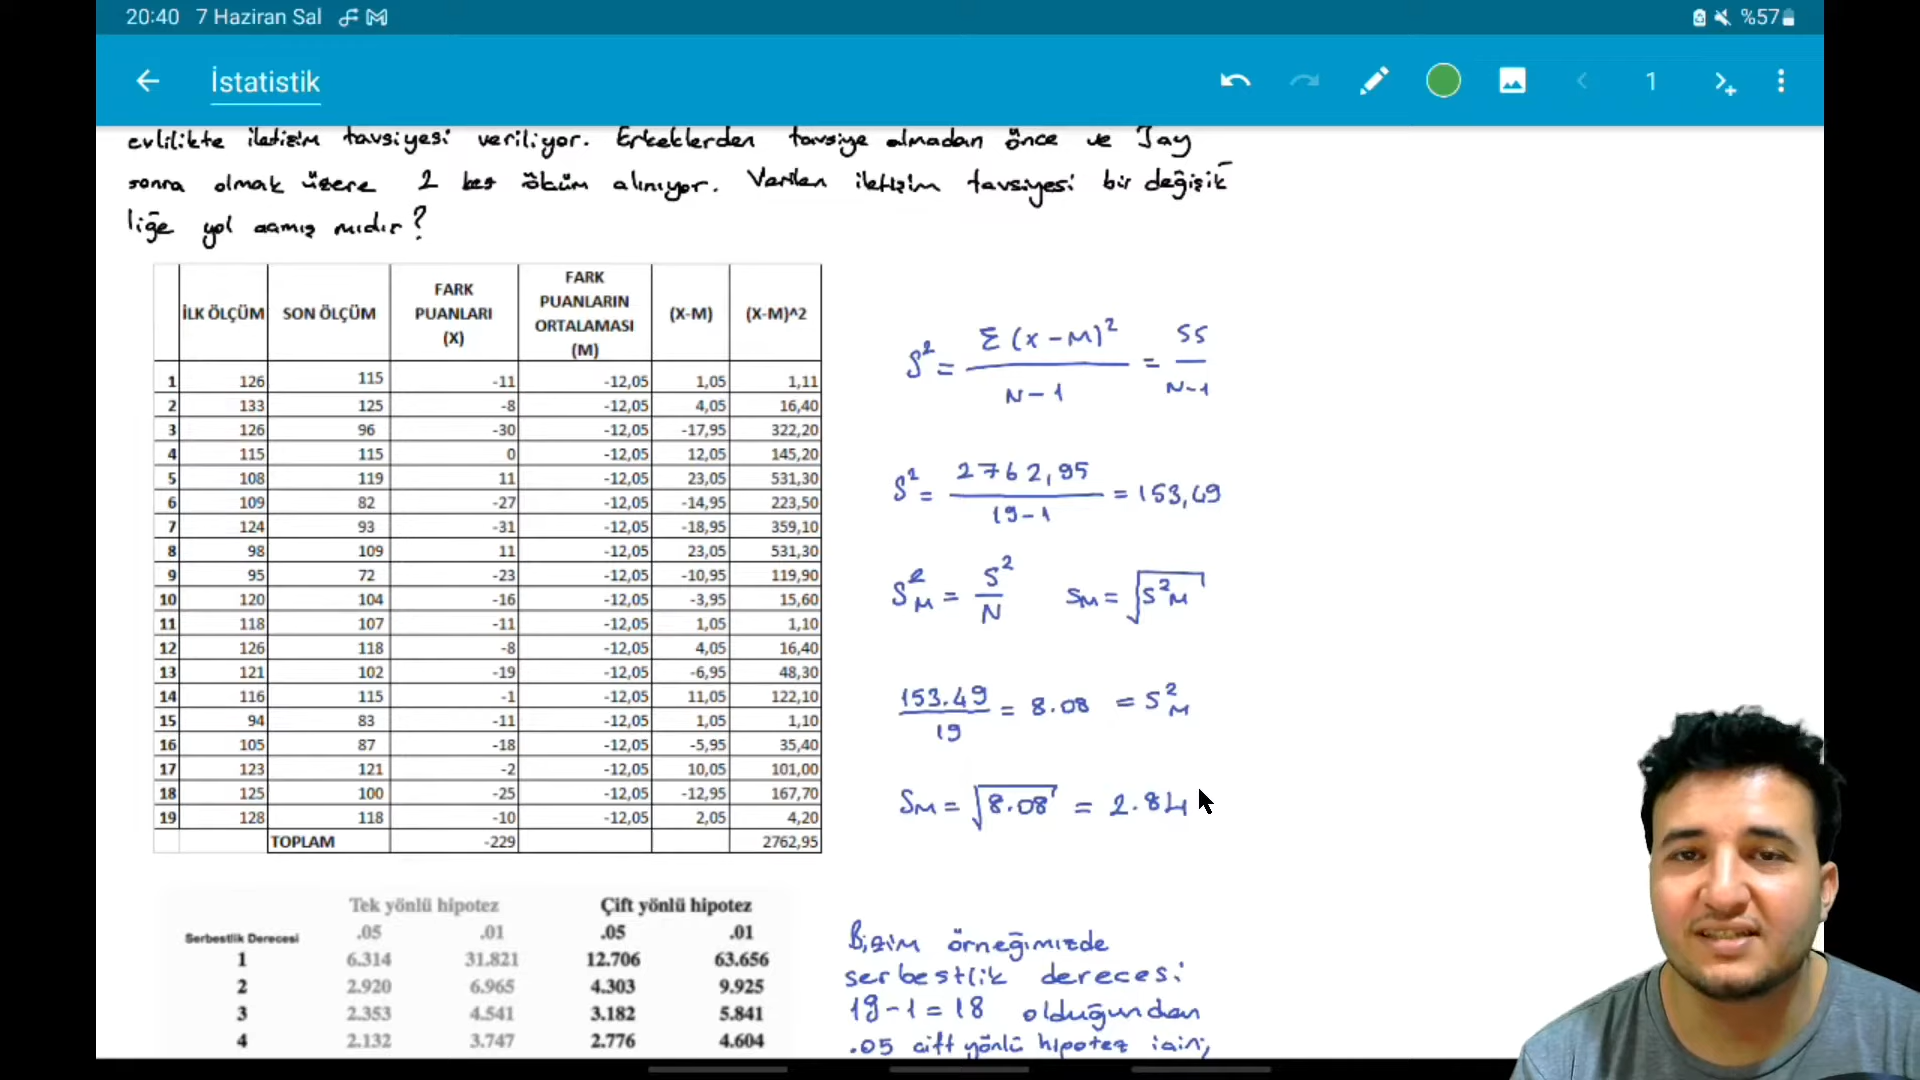 20:40 7 Haziran Sal
%57
İstatistik
1
evlilikte iletişim tavsiyesi veriliyor. Erkeklerden tavsiye almadan önce ve 3 ay
sonra olmak üzere 2 kez ölçüm alınıyor. Verilen iletişim tavsiyesi bir değişik
liğe yol açmış mıdır?
İLK ÖLÇÜM SON ÖLÇÜM FARK PUANLARI (X) FARK PUANLARIN ORTALAMASI (M) (X-M) (X-M)^2
1 126 115 -11 -12,05 1,05 1,11
2 133 125 -8 -12,05 4,05 16,40
3 126 96 -30 -12,05 -17,95 322,20
4 115 115 0 -12,05 12,05 145,20
5 108 119 11 -12,05 23,05 531,30
6 109 82 -27 -12,05 -14,95 223,50
7 124 93 -31 -12,05 -18,95 359,10
8 98 109 11 -12,05 23,05 531,30
9 95 72 -23 -12,05 -10,95 119,90
10 120 104 -16 -12,05 -3,95 15,60
11 118 107 -11 -12,05 1,05 1,10
12 126 118 -8 -12,05 4,05 16,40
13 121 102 -19 -12,05 -6,95 48,30
14 116 115 -1 -12,05 11,05 122,10
15 94 83 -11 -12,05 1,05 1,10
16 105 87 -18 -12,05 -5,95 35,40
17 123 121 -2 -12,05 10,05 101,00
18 125 100 -25 -12,05 -12,95 167,70
19 128 118 -10 -12,05 2,05 4,20
TOPLAM -229 2762,95
S² = Σ(X-M)² / N-1 = SS / N-1
S² = 2762,95 / 19-1 = 153,49
S²M = S² / N SM = √S²M
153.49 / 19 = 8.08 = S²M
SM = √8.08 = 2.84
Tek yönlü hipotez Çift yönlü hipotez
Serbestlik Derecesi .05 .01 .05 .01
1 6.314 31.821 12.706 63.656
2 2.920 6.965 4.303 9.925
3 2.353 4.541 3.182 5.841
4 2.132 3.747 2.776 4.604
Bizim örneğimizde
serbestlik derecesi
19-1=18 olduğundan
.05 çift yönlü hipotez için,